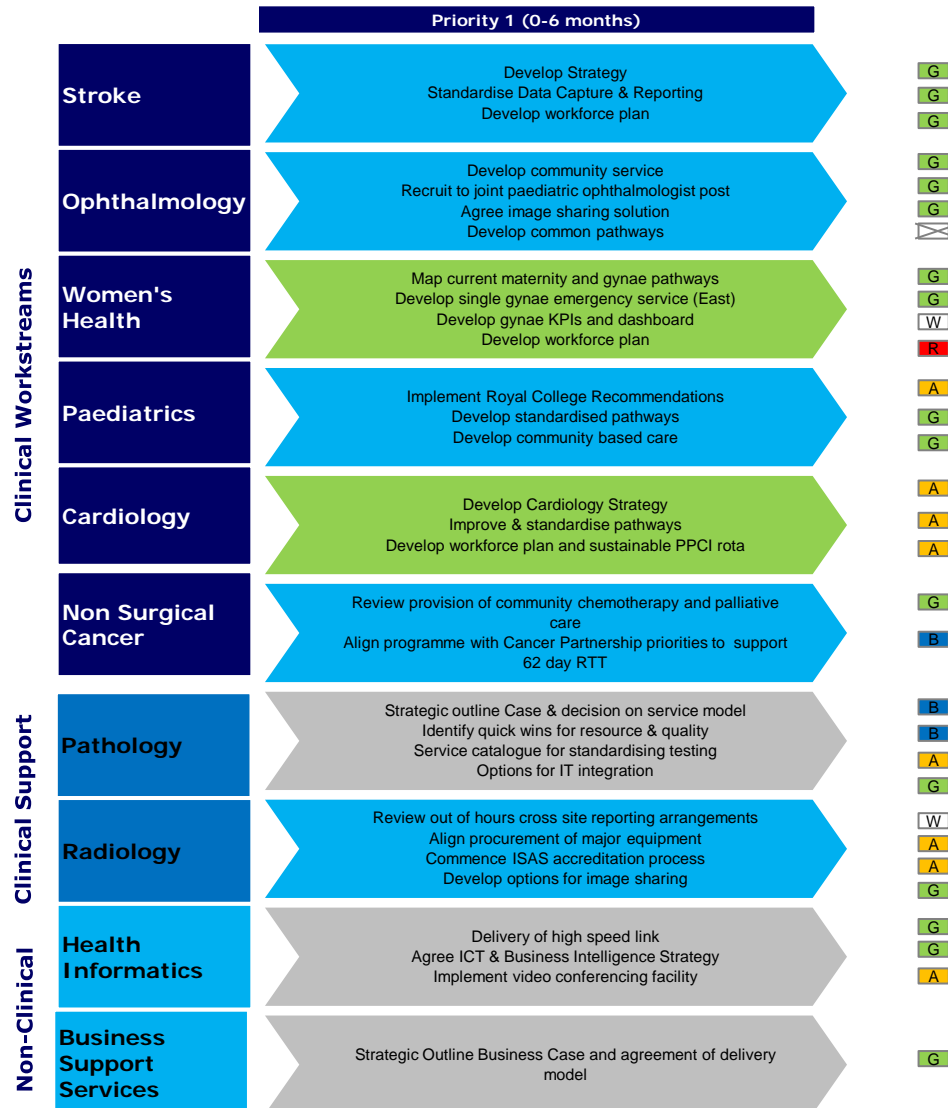 Priority 1 (0-6 months)
Clinical Workstreams
Stroke
Develop Strategy
Standardise Data Capture & Reporting
Develop workforce plan
G
G
G
Ophthalmology
Develop community service
Recruit to joint paediatric ophthalmologist post
Agree image sharing solution
Develop common pathways
G
G
G
Women's
Health
Map current maternity and gynae pathways
Develop single gynae emergency service (East)
Develop gynae KPIs and dashboard
Develop workforce plan
G
G
W
R
Paediatrics
Implement Royal College Recommendations
Develop standardised pathways
Develop community based care
A
G
G
Cardiology
Develop Cardiology Strategy
Improve & standardise pathways
Develop workforce plan and sustainable PPCI rota
A
A
A
Non Surgical
Cancer
Review provision of community chemotherapy and palliative
care
Align programme with Cancer Partnership priorities to support
62 day RTT
G
B
Clinical Support
Pathology
Strategic outline Case & decision on service model
Identify quick wins for resource & quality
Service catalogue for standardising testing
Options for IT integration
B
B
A
G
Radiology
Review out of hours cross site reporting arrangements
Align procurement of major equipment
Commence ISAS accreditation process
Develop options for image sharing
W
A
A
G
Non-Clinical
Health
Informatics
Delivery of high speed link
Agree ICT & Business Intelligence Strategy
Implement video conferencing facility
G
G
A
Business
Support
Services
Strategic Outline Business Case and agreement of delivery
model
G